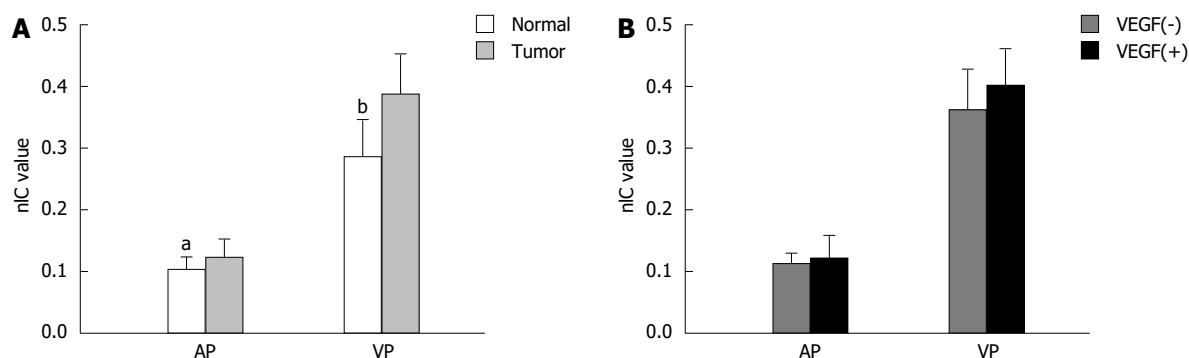 A
Normal
Tumor
nIC value
0.5
0.4
0.3
0.2
0.1
0.0
a
b
AP VP
B
VEGF(-)
VEGF(+)
nIC value
0.5
0.4
0.3
0.2
0.1
0.0
AP VP